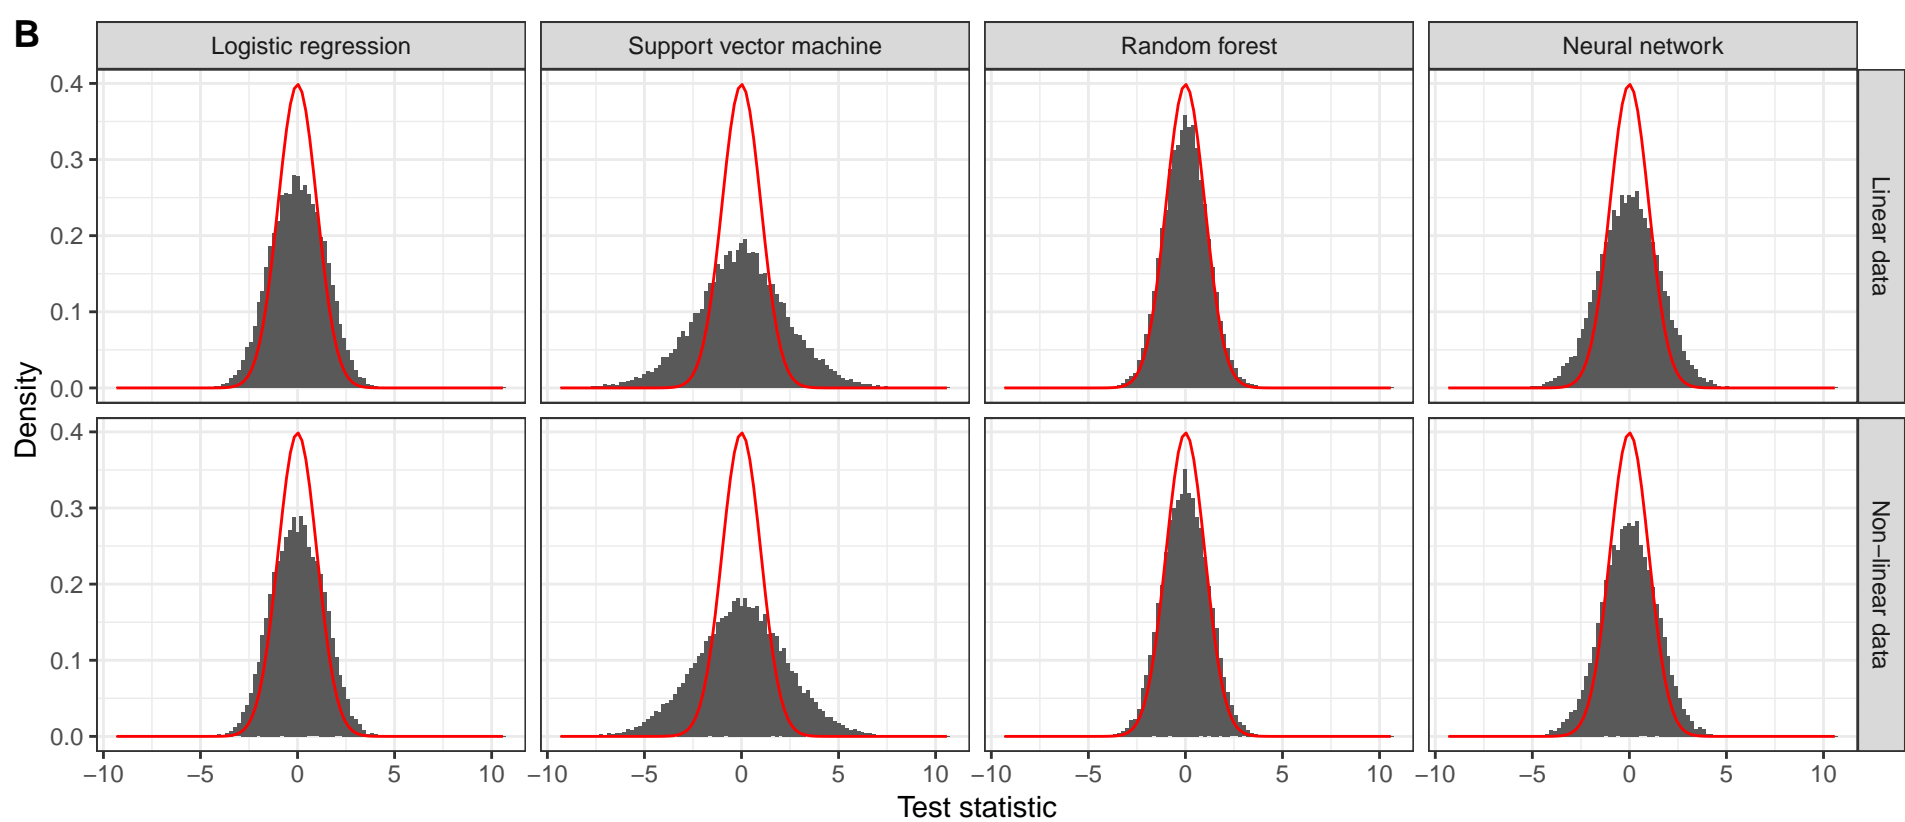 B
Logistic regression
Support vector machine
Random forest
Neural network
0.4
0.3
0.2
0.1
0.0
Linear data
0.4
0.3
0.2
0.1
0.0
Non−linear data
Density
−10 −5 0 5 10
−10 −5 0 5 10
−10 −5 0 5 10
−10 −5 0 5 10
Test statistic